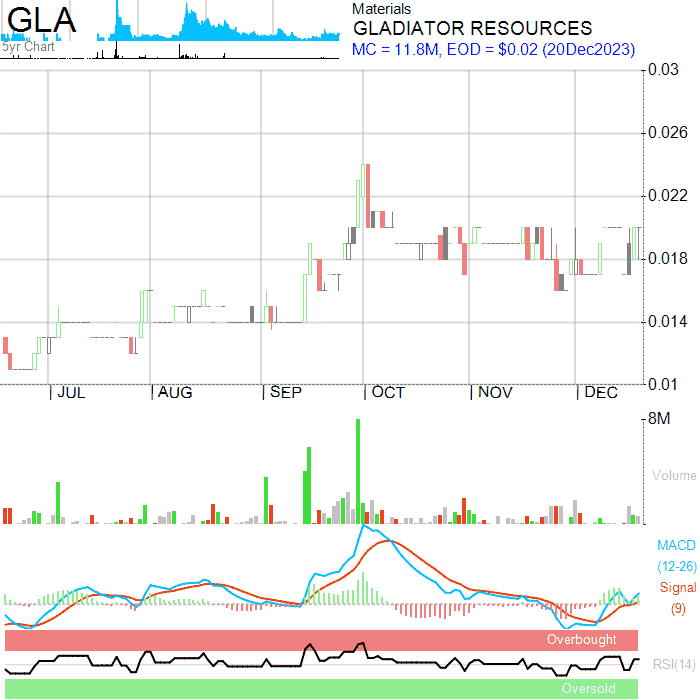 GLA
5yr Chart
Materials
GLADIATOR RESOURCES
MC = 11.8M, EOD = $0.02 (20Dec2023)
0.03
0.026
0.022
0.018
0.014
0.01
JUL AUG SEP OCT NOV DEC
8M
Volume
MACD
(12-26)
Signal
(9)
Overbought
RSI(14)
Oversold